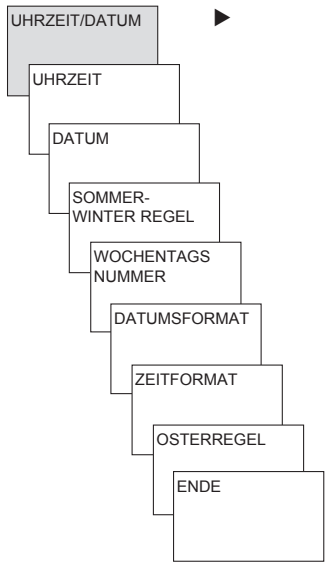 UHRZEIT/DATUM
UHRZEIT
DATUM
SOMMER-
WINTER REGEL
WOCHENTAGS
NUMMER
DATUMSFORMAT
ZEITFORMAT
OSTERREGEL
ENDE